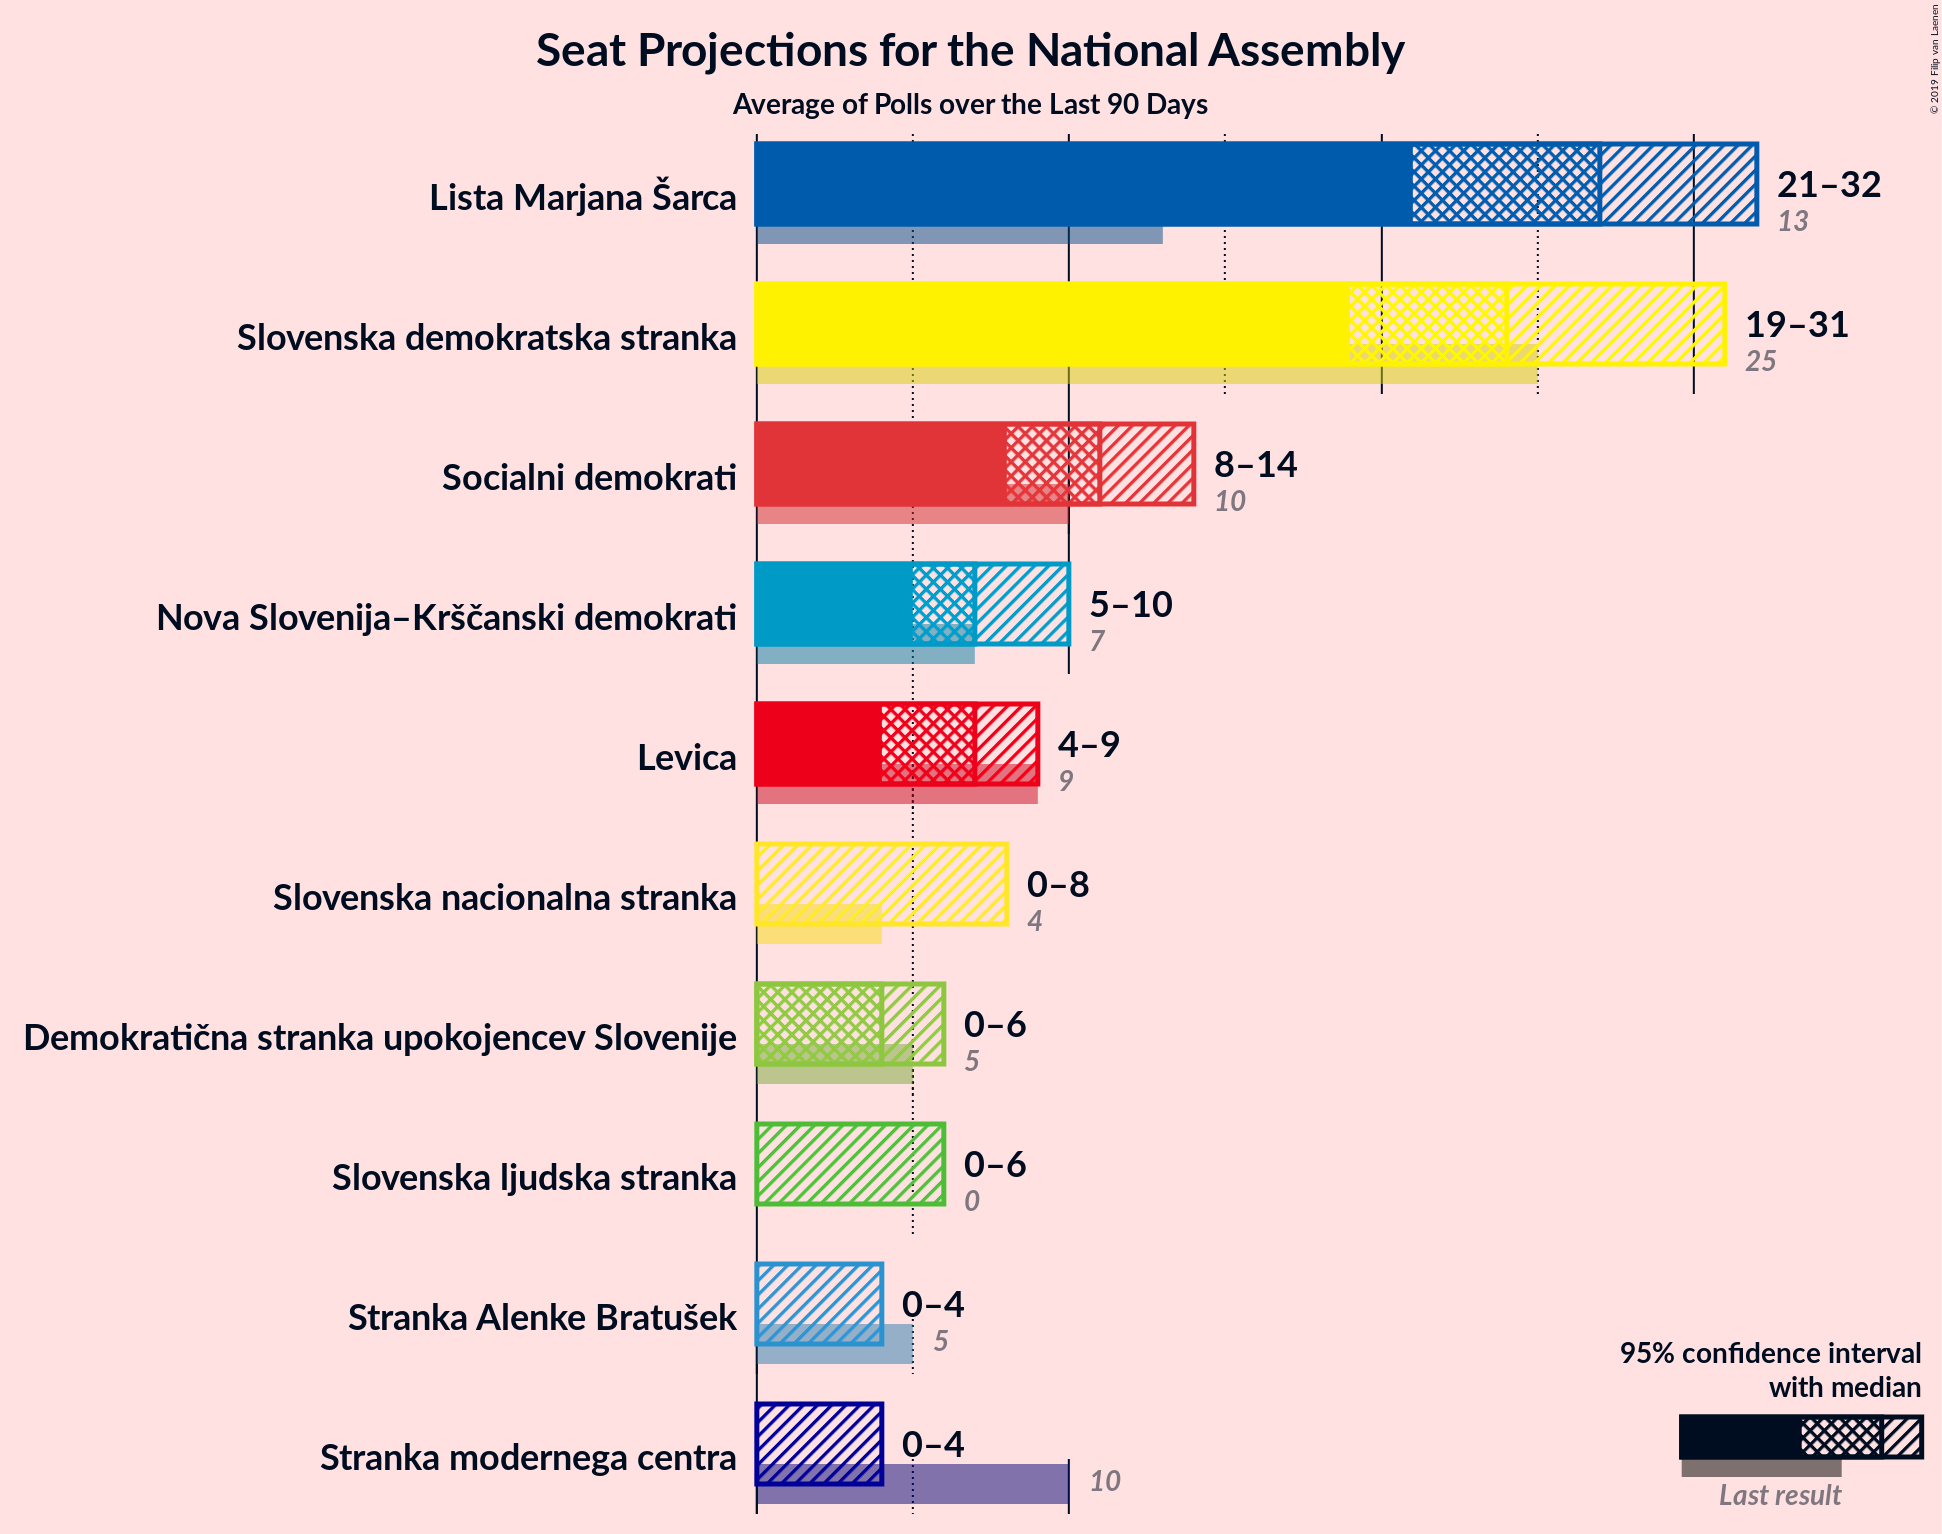 Seat Projections for the National Assembly
Average of Polls over the Last 90 Days
© 2019 Filip van Laenen
Lista Marjana Šarca
21–32
13
Slovenska demokratska stranka
19–31
25
Socialni demokrati
8–14
10
Nova Slovenija–Krščanski demokrati
5–10
7
Levica
4–9
9
Slovenska nacionalna stranka
0–8
4
Demokratična stranka upokojencev Slovenije
0–6
5
Slovenska ljudska stranka
0–6
0
Stranka Alenke Bratušek
0–4
5
Stranka modernega centra
0–4
10
95% confidence interval
with median
Last result